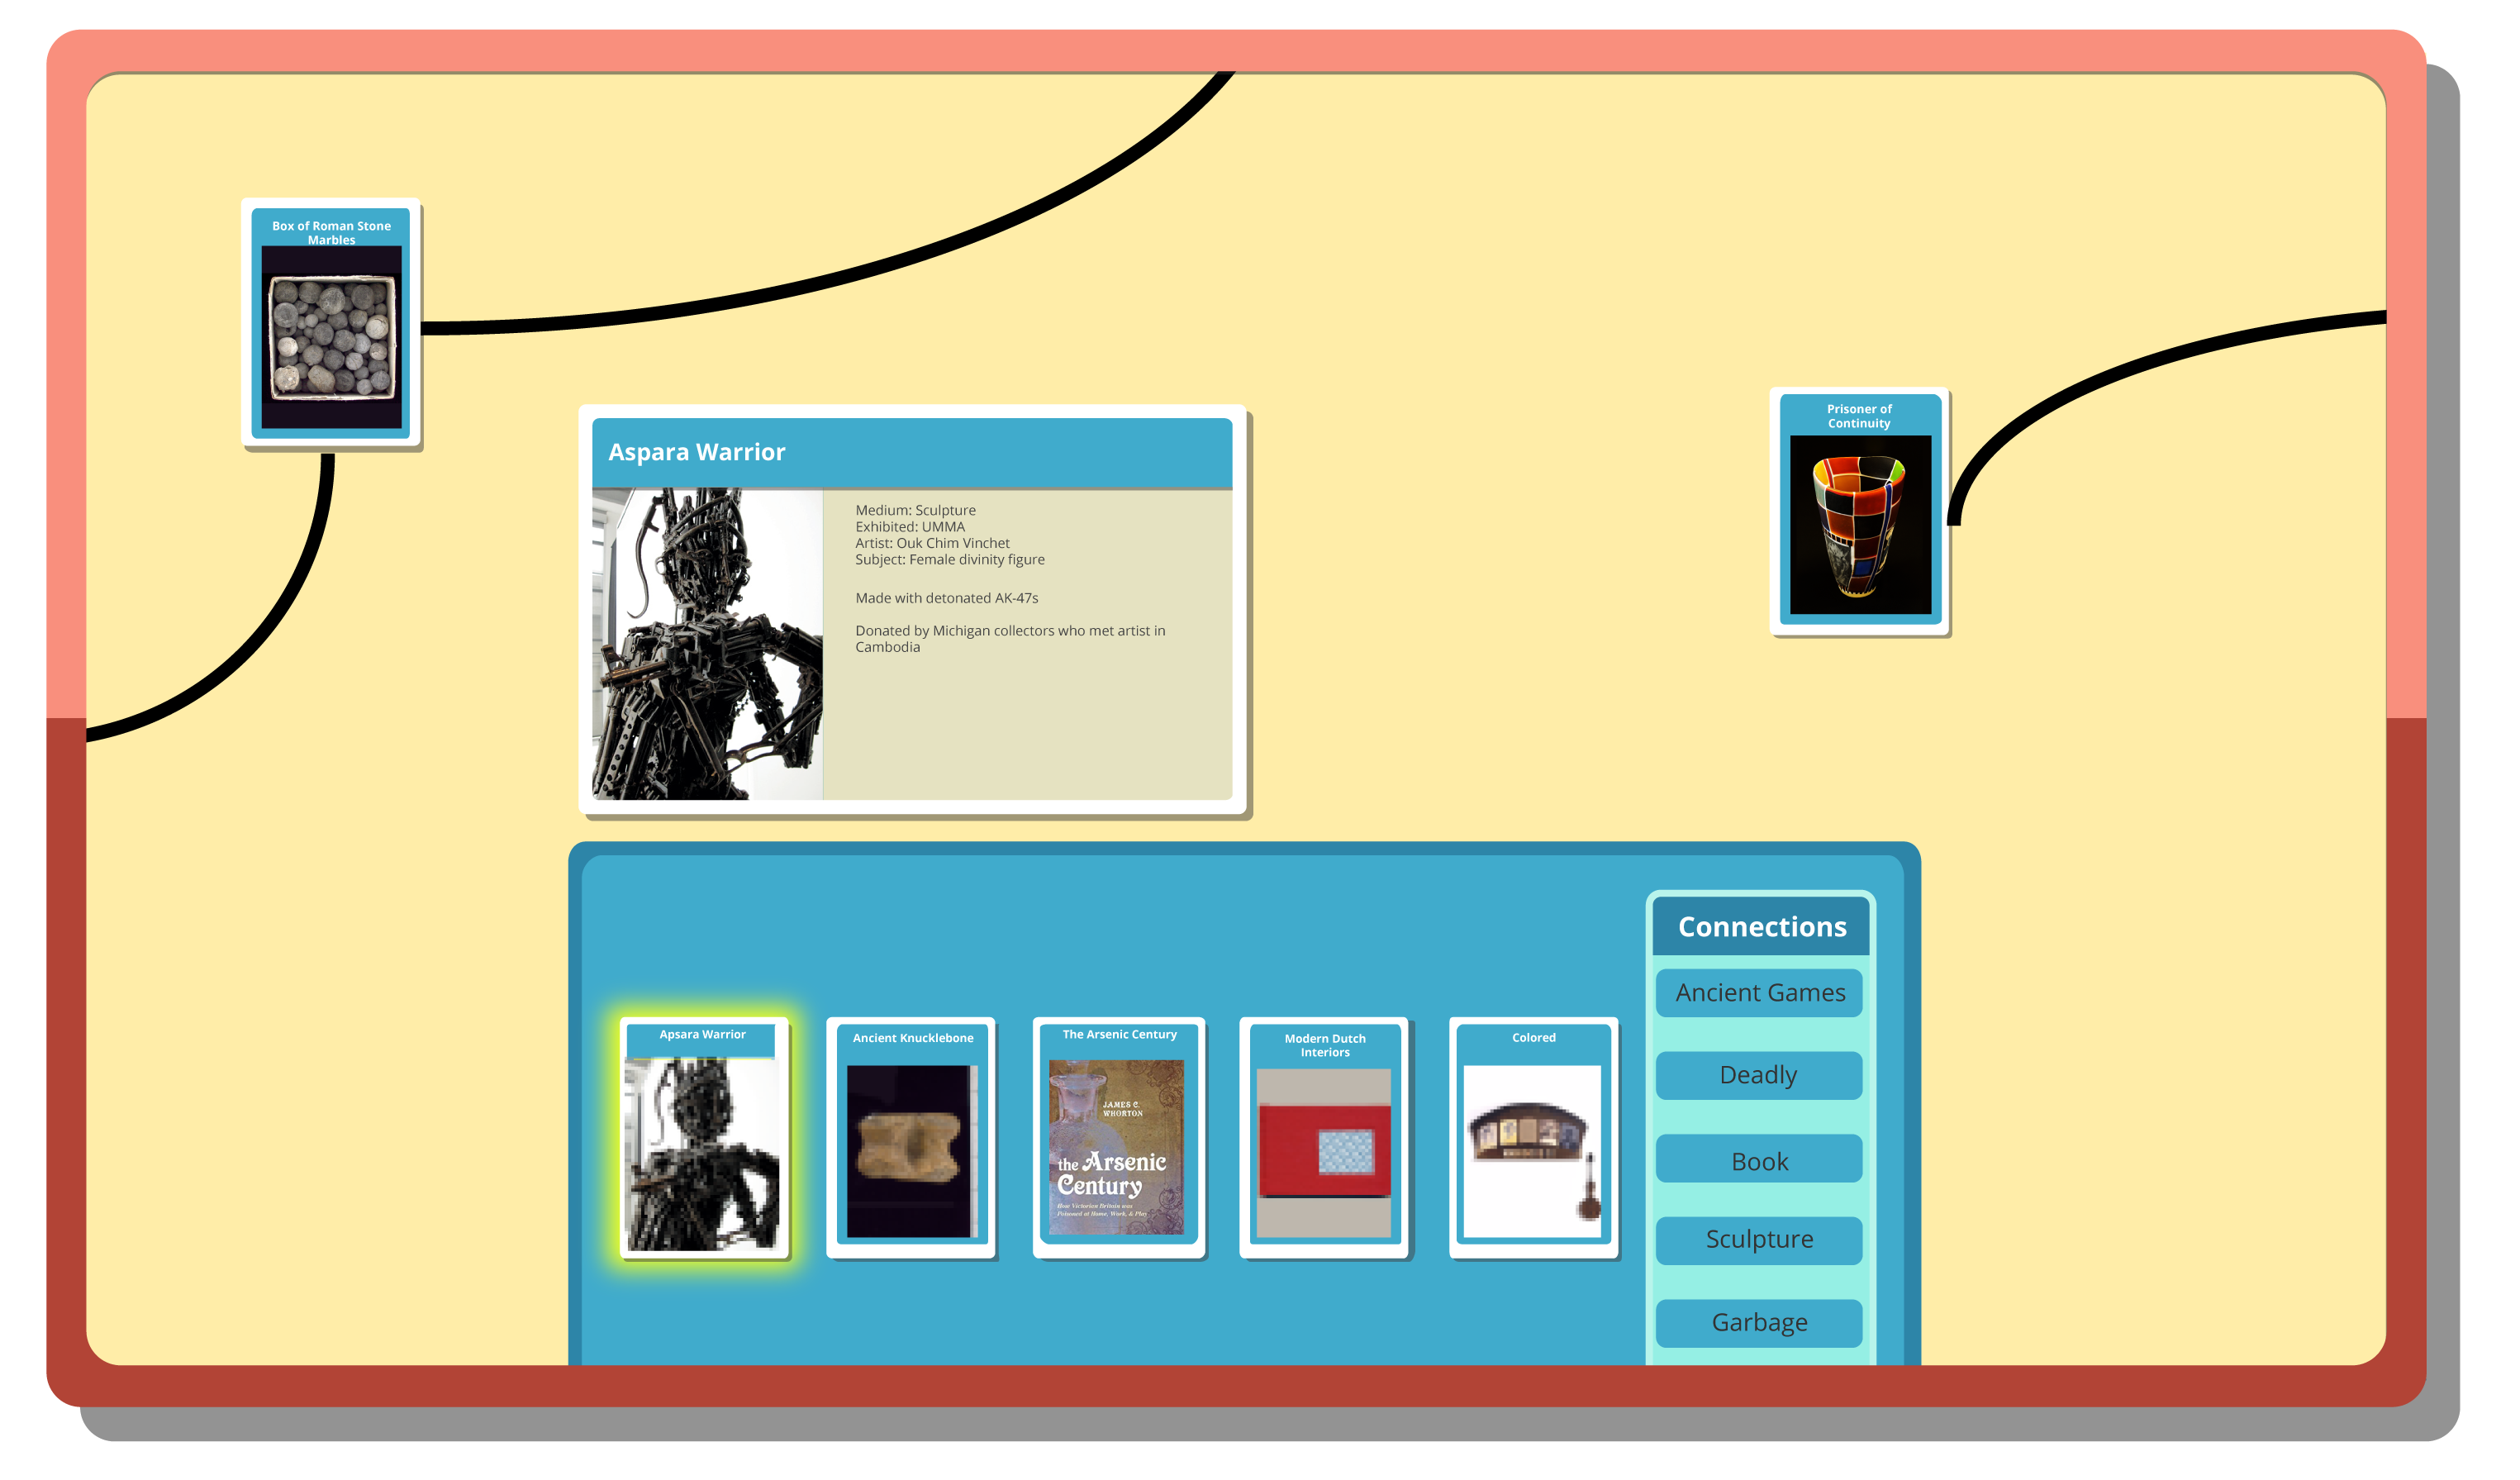 Box of Roman Stone
Marbles
Prisoner of
Continuity
Aspara Warrior
Medium: Sculpture
Exhibited: UMMA
Artist: Ouk Chim Vinchet
Subject: Female divinity figure
Made with detonated AK-47s
Donated by Michigan collectors who met artist in
Cambodia
Connections
Ancient Games
Deadly
Book
Sculpture
Garbage
Apsara Warrior
Ancient Knucklebone
The Arsenic Century
JAMES C.
WHORTON
the Arsenic
Century
How Victorian Britain was
Poisoned at Home, Work, & Play
Modern Dutch
Interiors
Colored